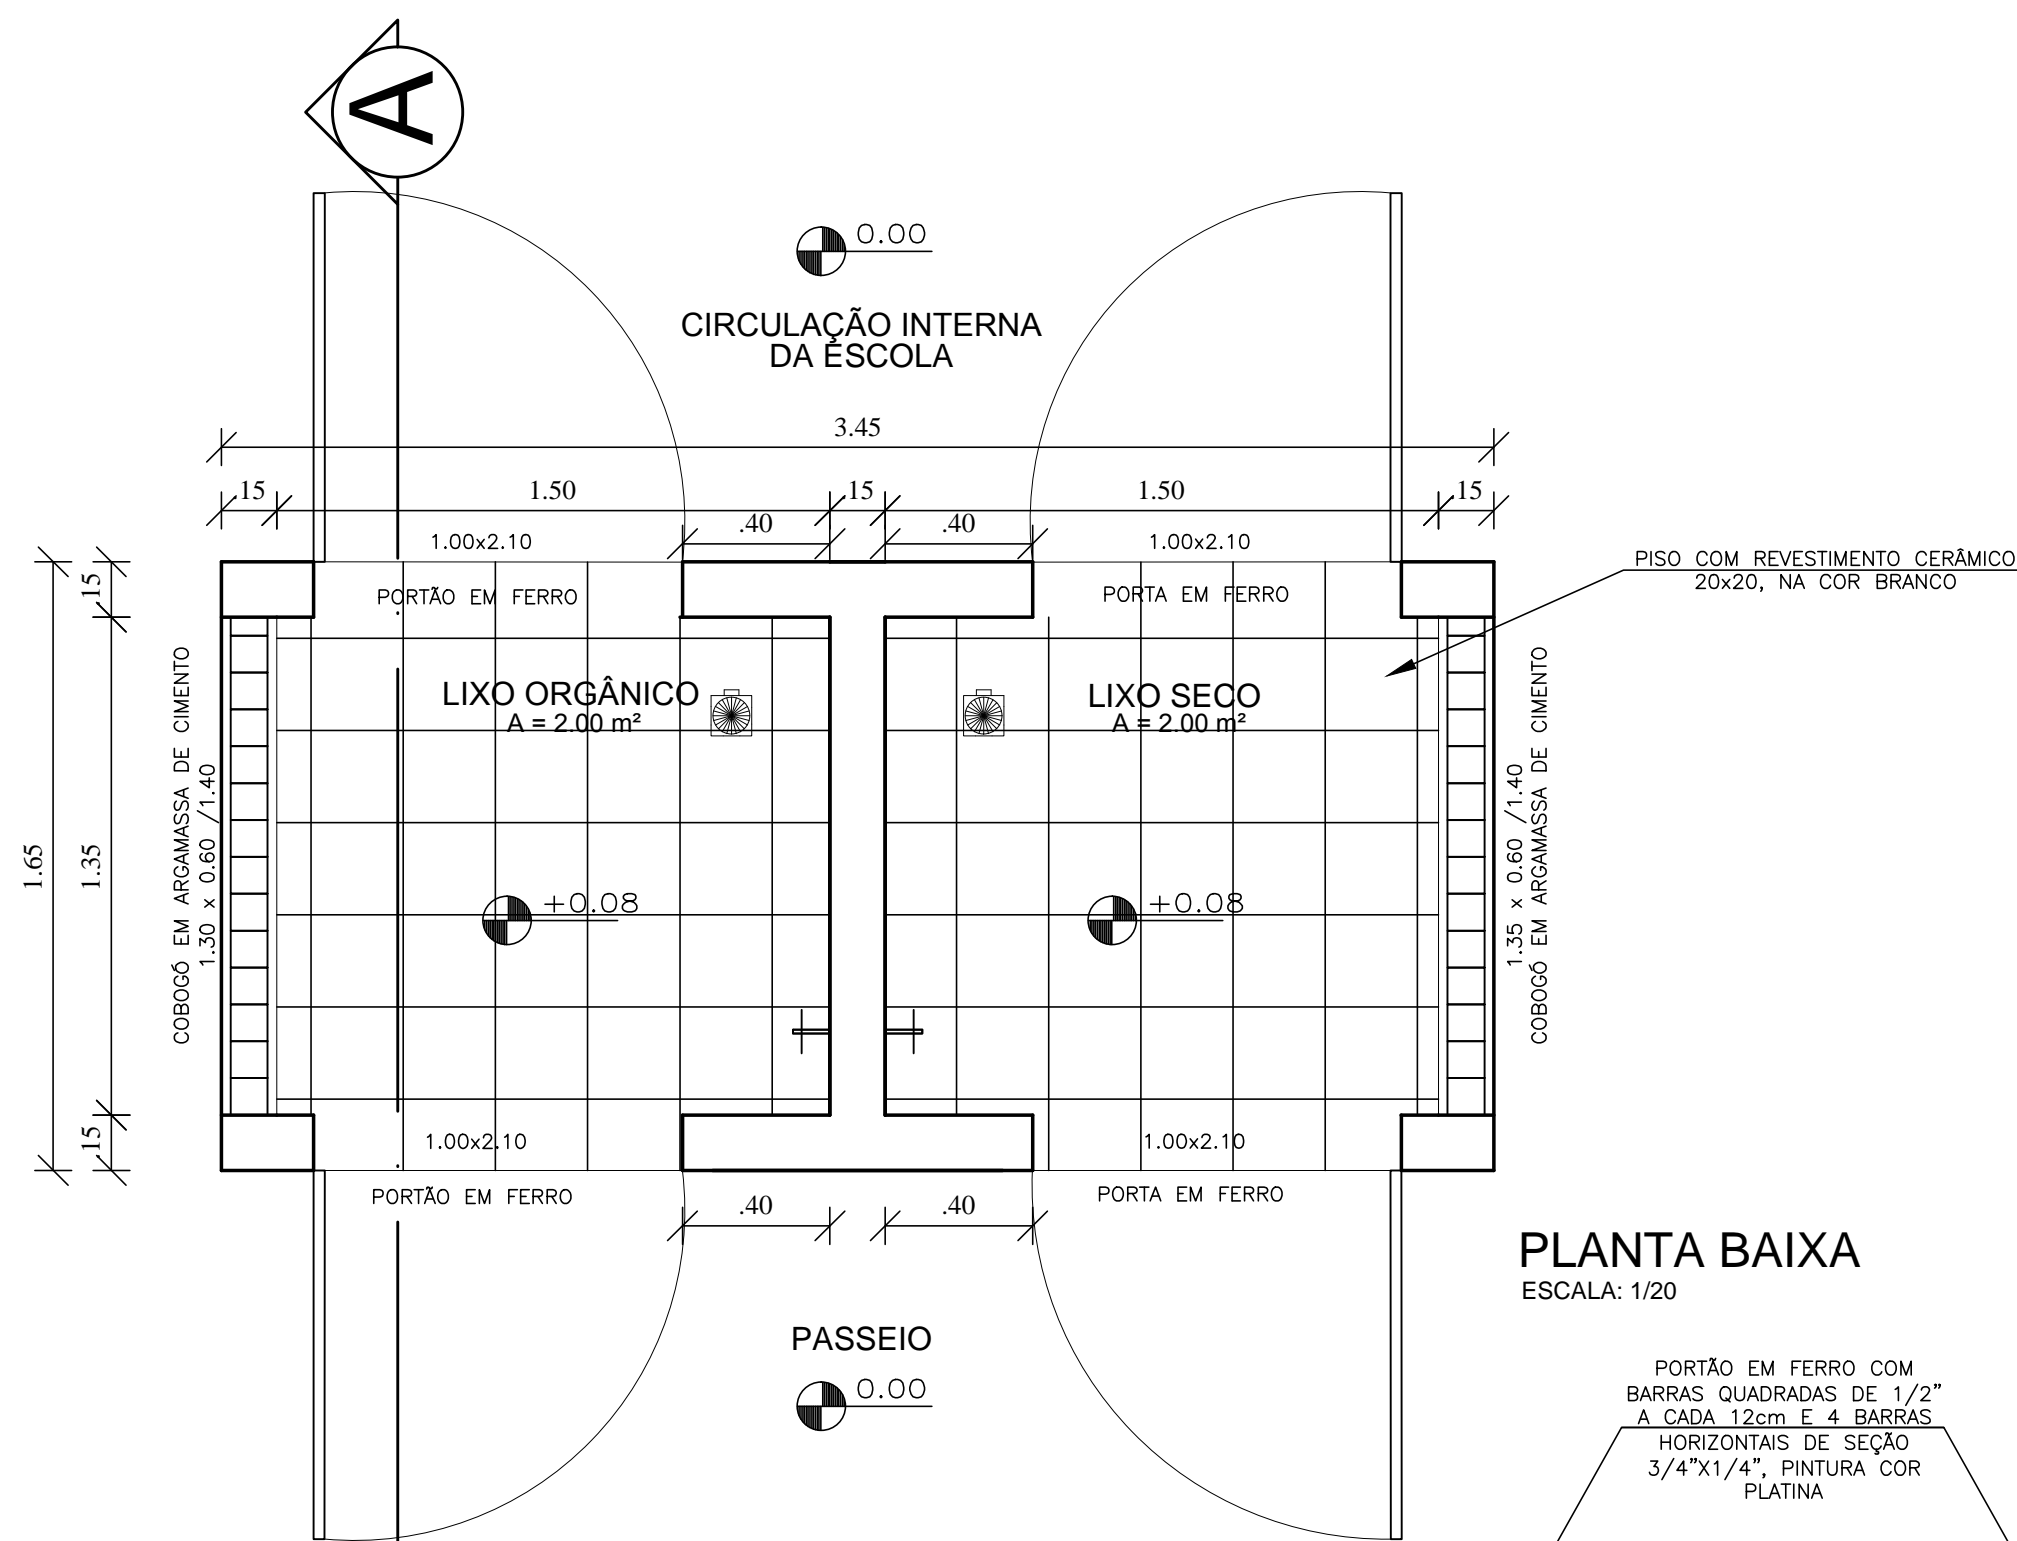 A
0.00
CIRCULAÇÃO INTERNA
DA ESCOLA
3.45
.15
1.50
.15
1.50
.15
.40
.40
1.00x2.10
1.00x2.10
PORTÃO EM FERRO
PORTA EM FERRO
PISO COM REVESTIMENTO CERÂMICO
20x20, NA COR BRANCO
.15
1.35
.15
1.65
COBOGÓ EM ARGAMASSA DE CIMENTO
1.30 x 0.60 /1.40
LIXO ORGÂNICO
A = 2.00 m²
LIXO SECO
A = 2.00 m²
1.35 x 0.60 /1.40
COBOGÓ EM ARGAMASSA DE CIMENTO
+0.08
+0.08
1.00x2.10
1.00x2.10
PORTÃO EM FERRO
PORTA EM FERRO
.40
.40
PLANTA BAIXA
ESCALA: 1/20
PASSEIO
0.00
PORTÃO EM FERRO COM
BARRAS QUADRADAS DE 1/2"
A CADA 12cm E 4 BARRAS
HORIZONTAIS DE SEÇÃO
3/4"X1/4", PINTURA COR
PLATINA